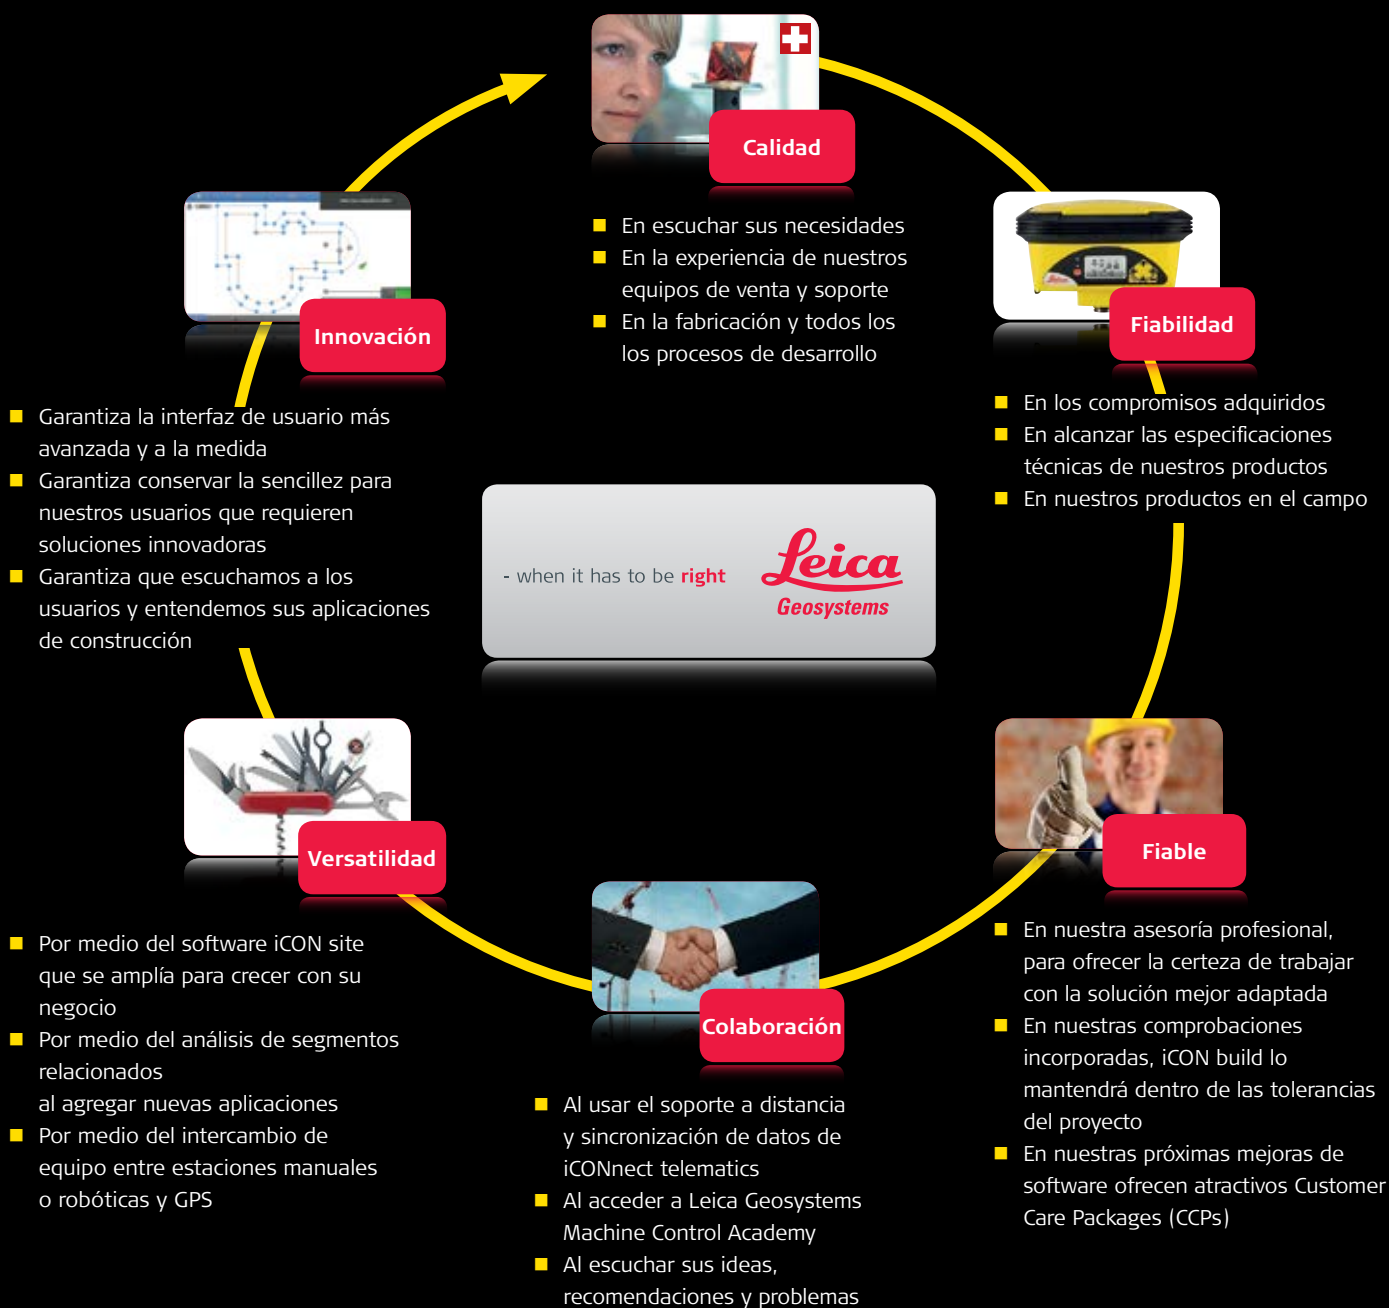 Calidad
En escuchar sus necesidades
En la experiencia de nuestros
equipos de venta y soporte
En la fabricación y todos los
los procesos de desarrollo
Fiabilidad
En los compromisos adquiridos
En alcanzar las especificaciones
técnicas de nuestros productos
En nuestros productos en el campo
Fiable
En nuestra asesoría profesional,
para ofrecer la certeza de trabajar
con la solución mejor adaptada
En nuestras comprobaciones
incorporadas, iCON build lo
mantendrá dentro de las tolerancias
del proyecto
En nuestras próximas mejoras de
software ofrecen atractivos Customer
Care Packages (CCPs)
Colaboración
Al usar el soporte a distancia
y sincronización de datos de
iCONnect telematics
Al acceder a Leica Geosystems
Machine Control Academy
Al escuchar sus ideas,
recomendaciones y problemas
Versatilidad
Por medio del software iCON site
que se amplía para crecer con su
negocio
Por medio del análisis de segmentos
relacionados
al agregar nuevas aplicaciones
Por medio del intercambio de
equipo entre estaciones manuales
o robóticas y GPS
Innovación
Garantiza la interfaz de usuario más
avanzada y a la medida
Garantiza conservar la sencillez para
nuestros usuarios que requieren
soluciones innovadoras
Garantiza que escuchamos a los
usuarios y entendemos sus aplicaciones
de construcción
- when it has to be right
Leica
Geosystems